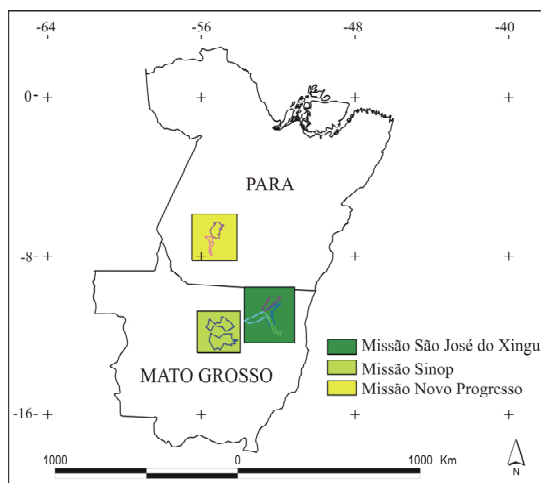 -64 -56 -48 -40
0
PARA
-8
Missão São José do Xingu
Missão Sinop
MATO GROSSO
Missão Novo Progresso
-16
1000 0 1000 Km
N